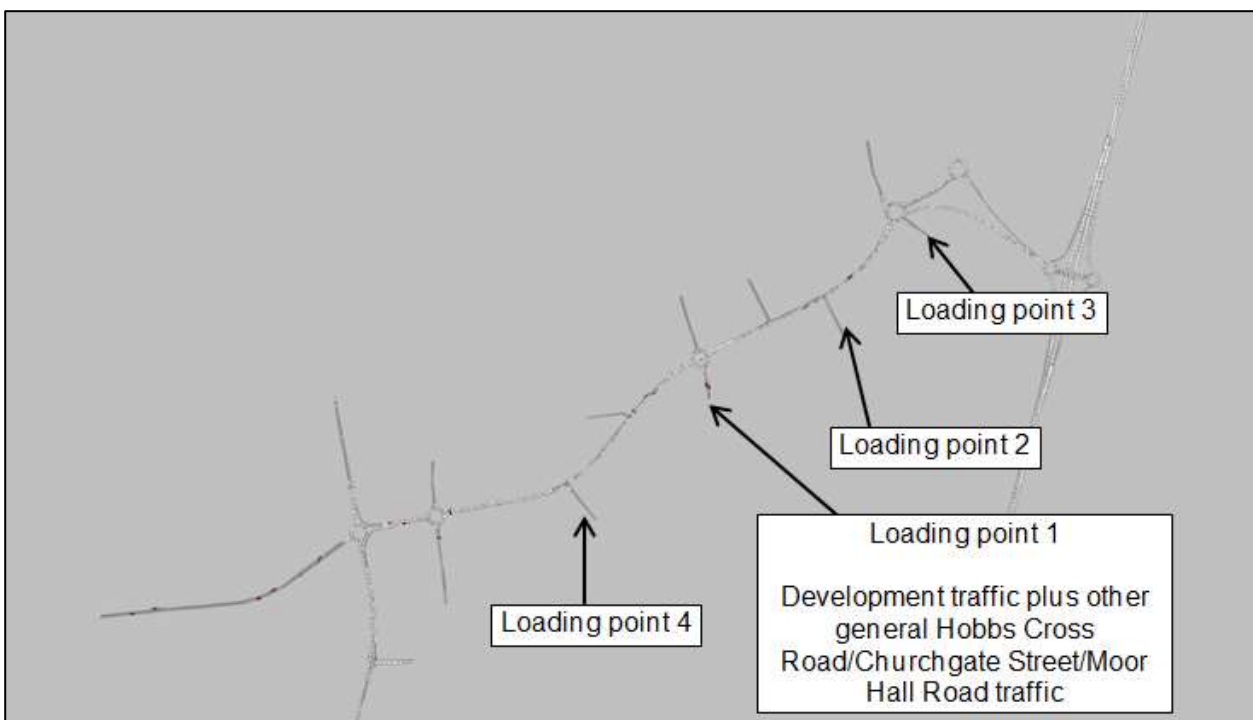 Loading point 3
Loading point 2
Loading point 4
Loading point 1
Development traffic plus other
general Hobbs Cross
Road/Churchgate Street/Moor
Hall Road traffic